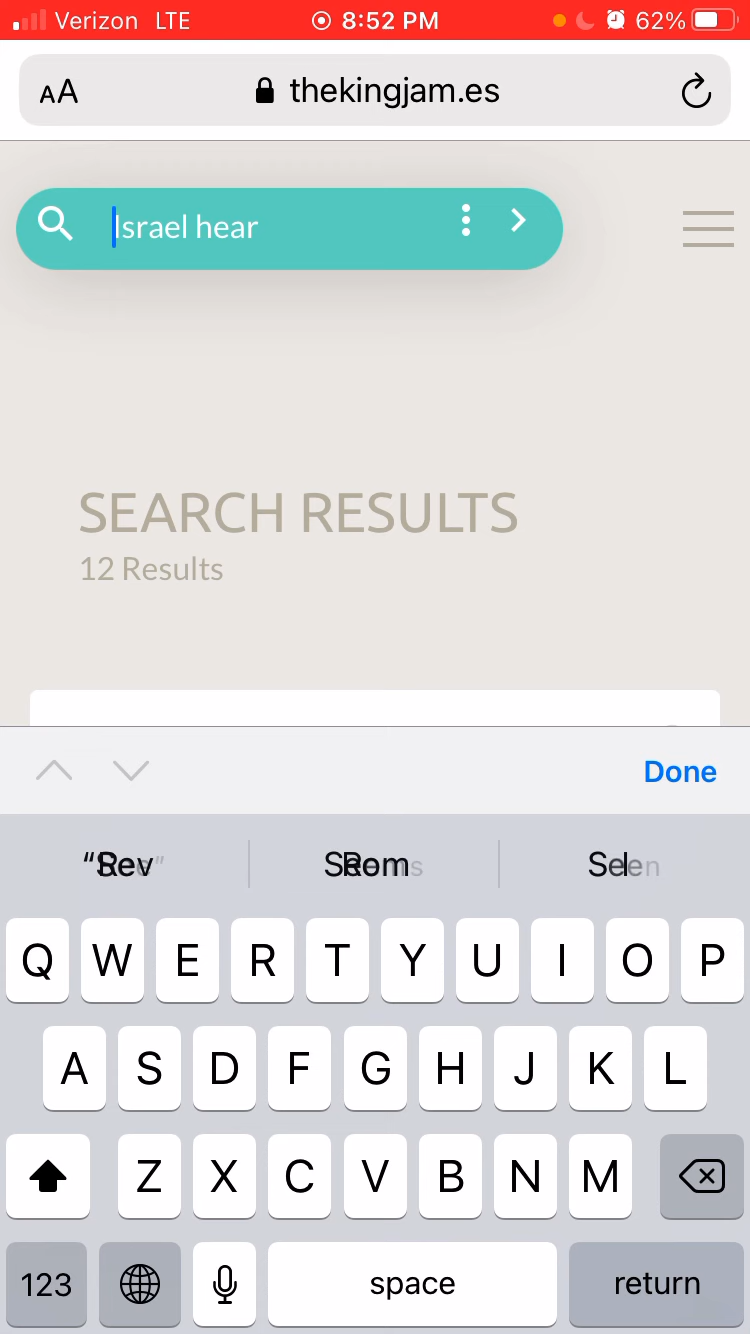 Verizon LTE 8:52 PM 62%
AA thekingjam.es
Israel hear
SEARCH RESULTS
12 Results
Done
Q W E R T Y U I O P
A S D F G H J K L
Z X C V B N M
123 space return